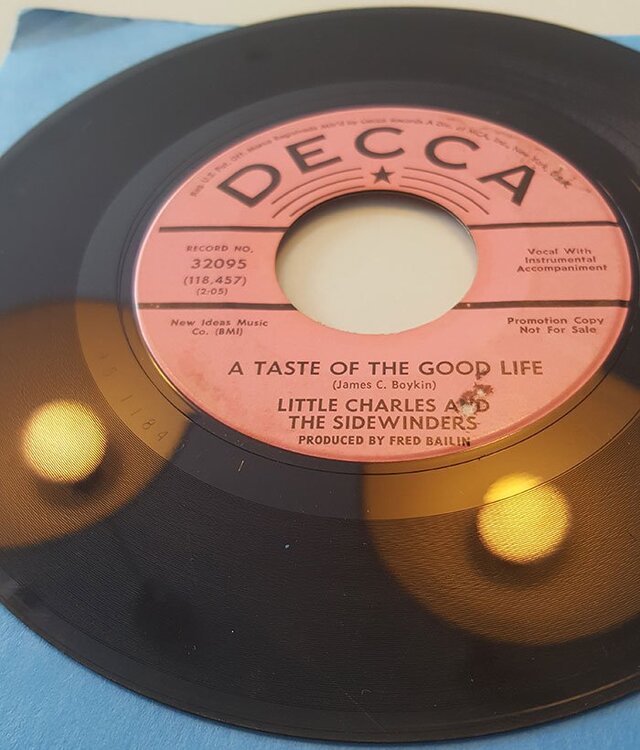 DECCA
RECORD NO.
32095
(118,457)
(2:05)
Vocal With
Instrumental
Accompaniment
New Ideas Music
Co. (BMI)
Promotion Copy
Not For Sale
A TASTE OF THE GOOD LIFE
(James C. Boykin)
LITTLE CHARLES AND
THE SIDEWINDERS
PRODUCED BY FRED BAILIN